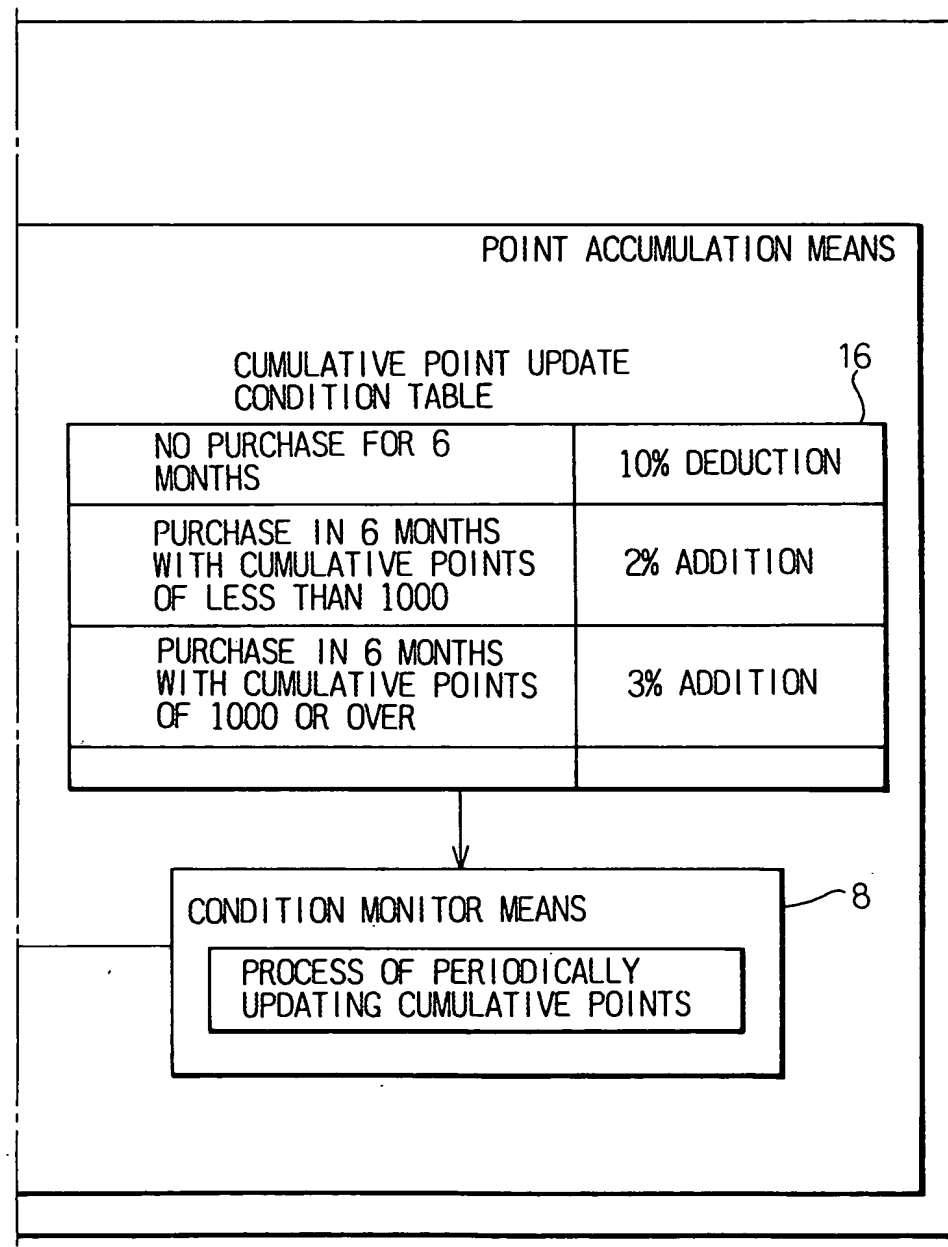 POINT ACCUMULATION MEANS
CUMULATIVE POINT UPDATE
CONDITION TABLE
16
NO PURCHASE FOR 6
MONTHS
10% DEDUCTION
PURCHASE IN 6 MONTHS
WITH CUMULATIVE POINTS
OF LESS THAN 1000
2% ADDITION
PURCHASE IN 6 MONTHS
WITH CUMULATIVE POINTS
OF 1000 OR OVER
3% ADDITION
8
CONDITION MONITOR MEANS
PROCESS OF PERIODICALLY
UPDATING CUMULATIVE POINTS